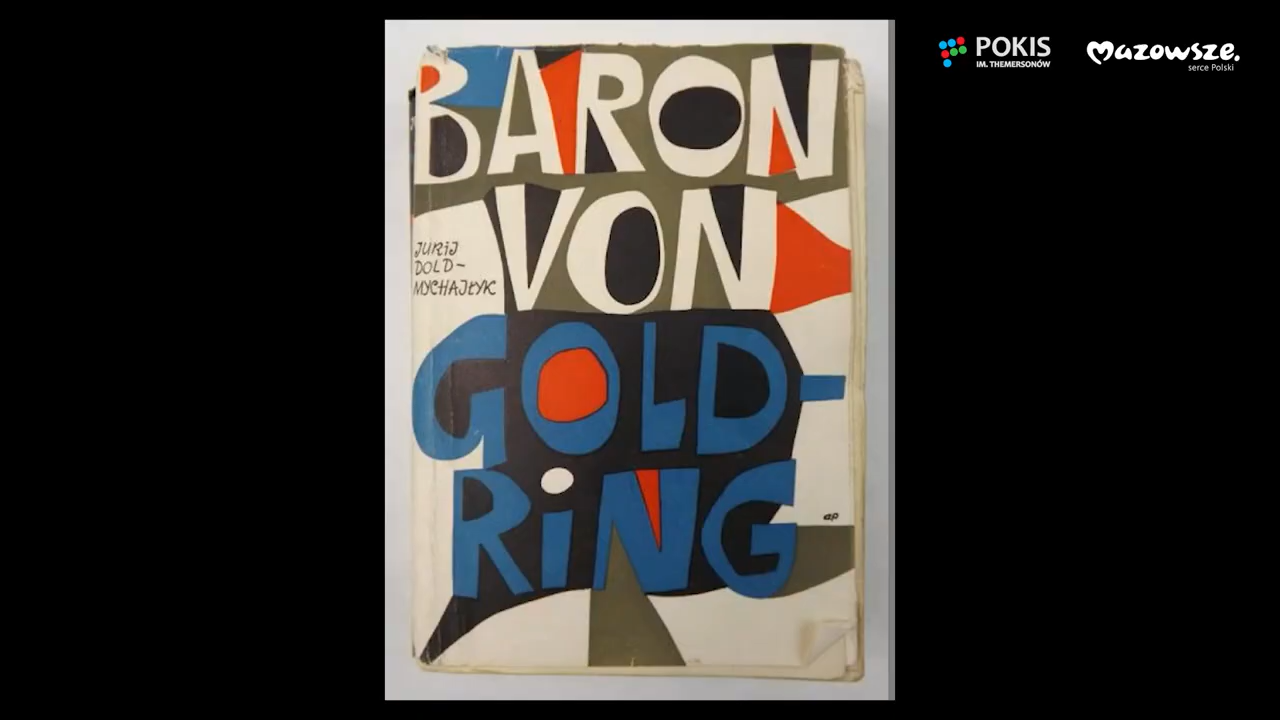 BARON
VON
JURIJ
DOLD-
MYCHAJŁYK
GOLD-
RING
POKIS
IM. THEMERSONÓW
mazowsze.
serce Polski